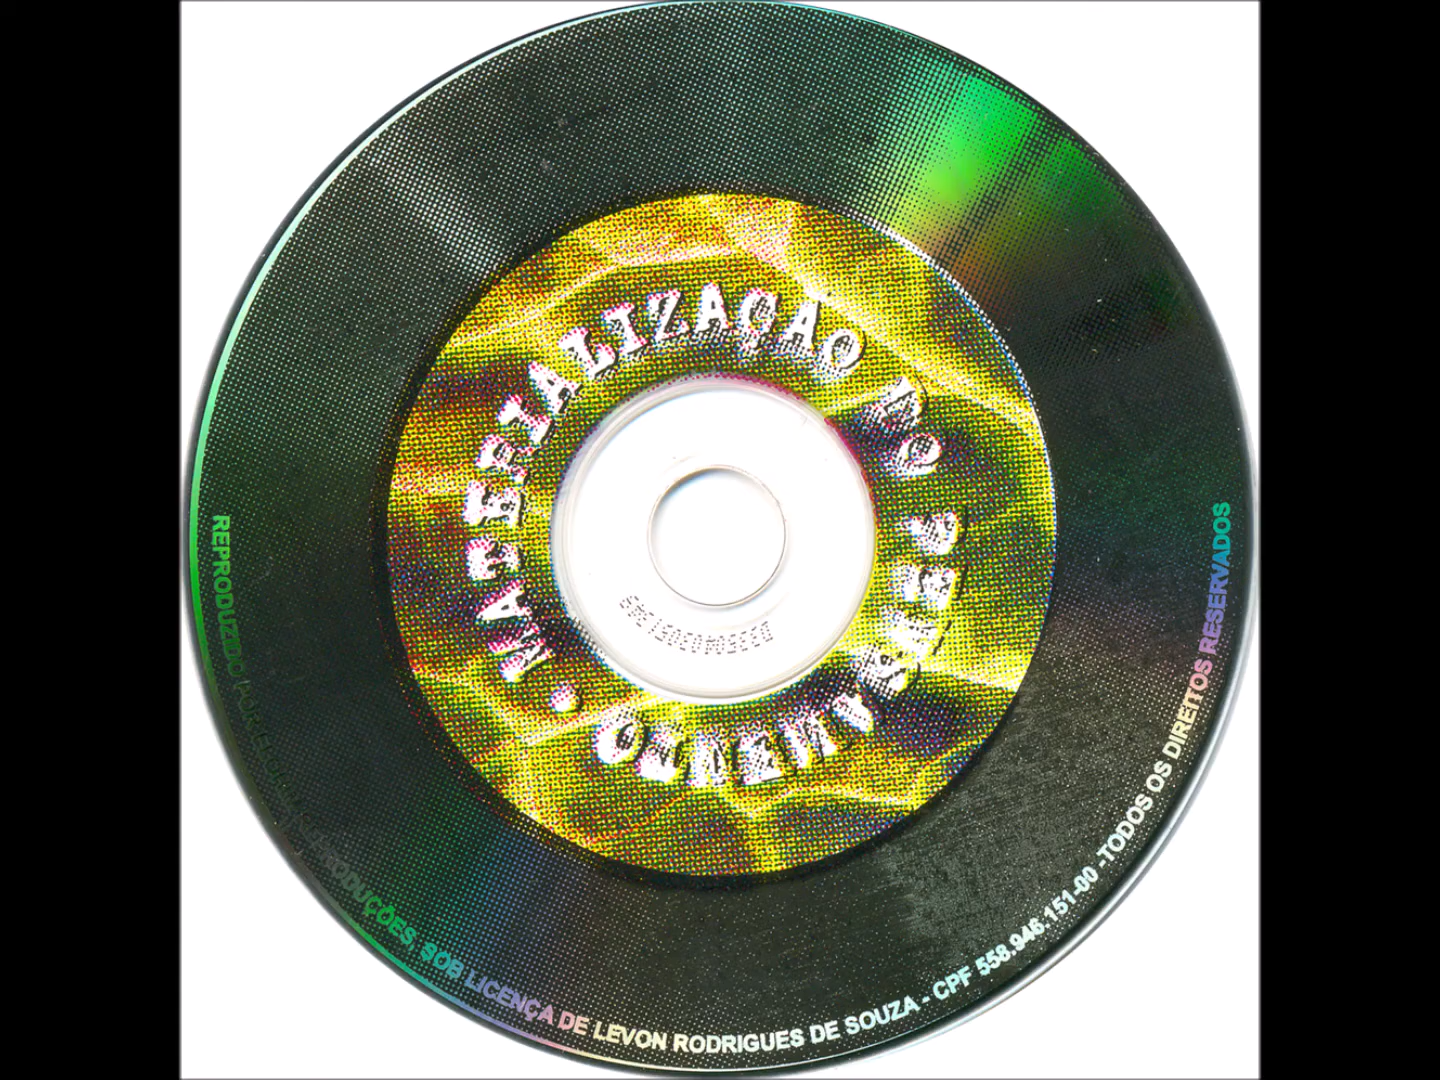 • MATERIALIZAÇÃO DO PENSAMENTO
REPRODUZIDO POR PRODUÇÕES, SOB LICENÇA DE LEVON RODRIGUES DE SOUZA - CPF 558.946.151-00 -TODOS OS DIREITOS RESERVADOS